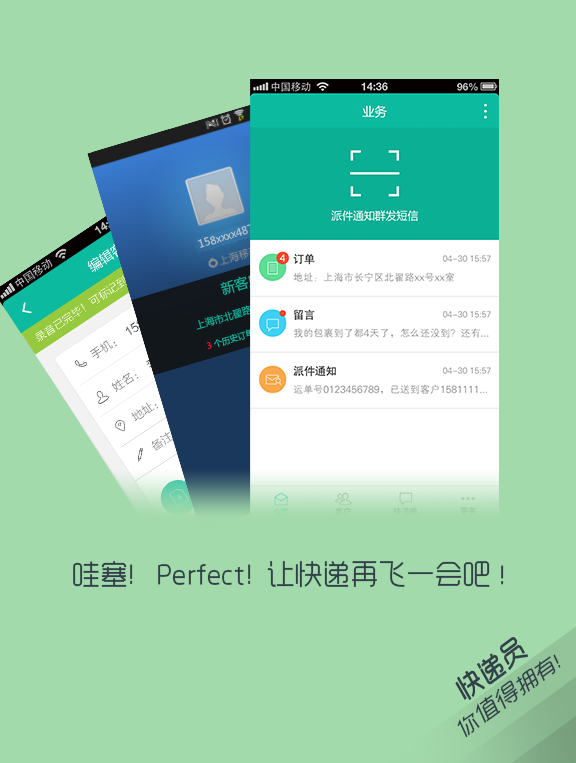 中国移动 14:36 96%
业务
派件通知群发短信
4 订单 04-30 15:57
地址：上海市长宁区北翟路xx号xx室
留言 04-30 15:57
我的包裹到了都4天了，怎么还没到？还有...
派件通知 04-30 15:57
运单号0123456789，已送到客户1581111...
158xxxx487
上海移
新客
上海市北翟路
3 个历史订单
中国移动 14:
编辑客
录音已完毕！可标记到
手机： 15
姓名：
地址：
备注
哇塞! Perfect! 让快递再飞一会吧!
快递员
你值得拥有!